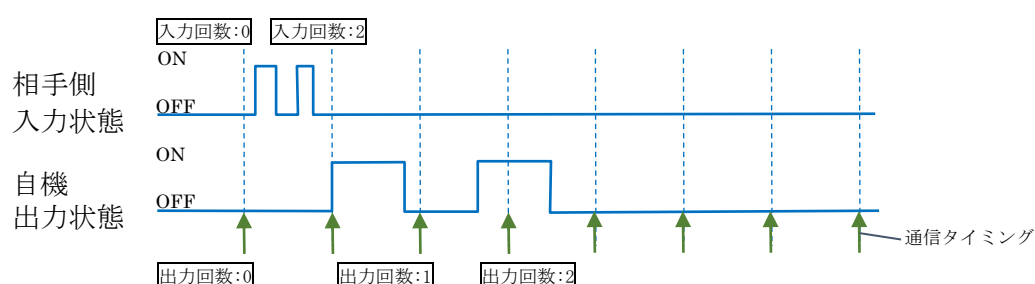 入力回数:0 入力回数:2
ON
相手側
入力状態
OFF
ON
自機
出力状態
OFF
通信タイミング
出力回数:0 出力回数:1 出力回数:2